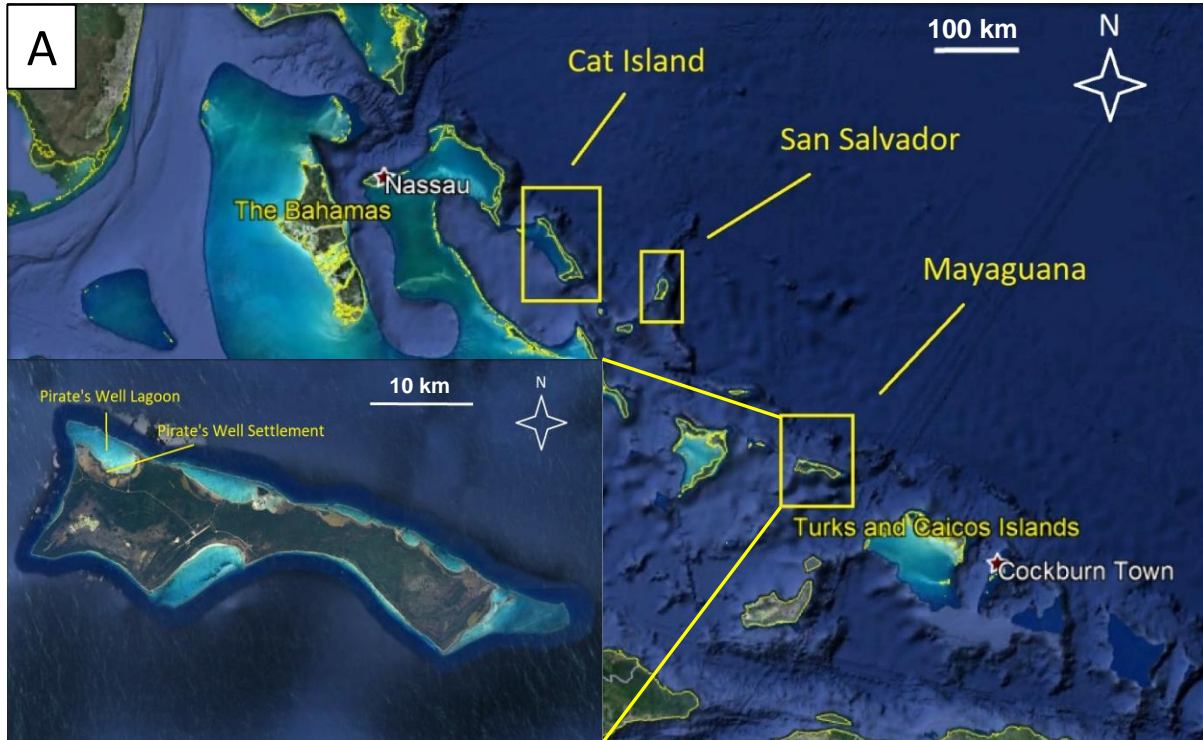 A
100 km
N
Cat Island
San Salvador
Nassau
The Bahamas
Mayaguana
10 km
N
Pirate's Well Lagoon
Pirate's Well Settlement
Turks and Caicos Islands
Cockburn Town